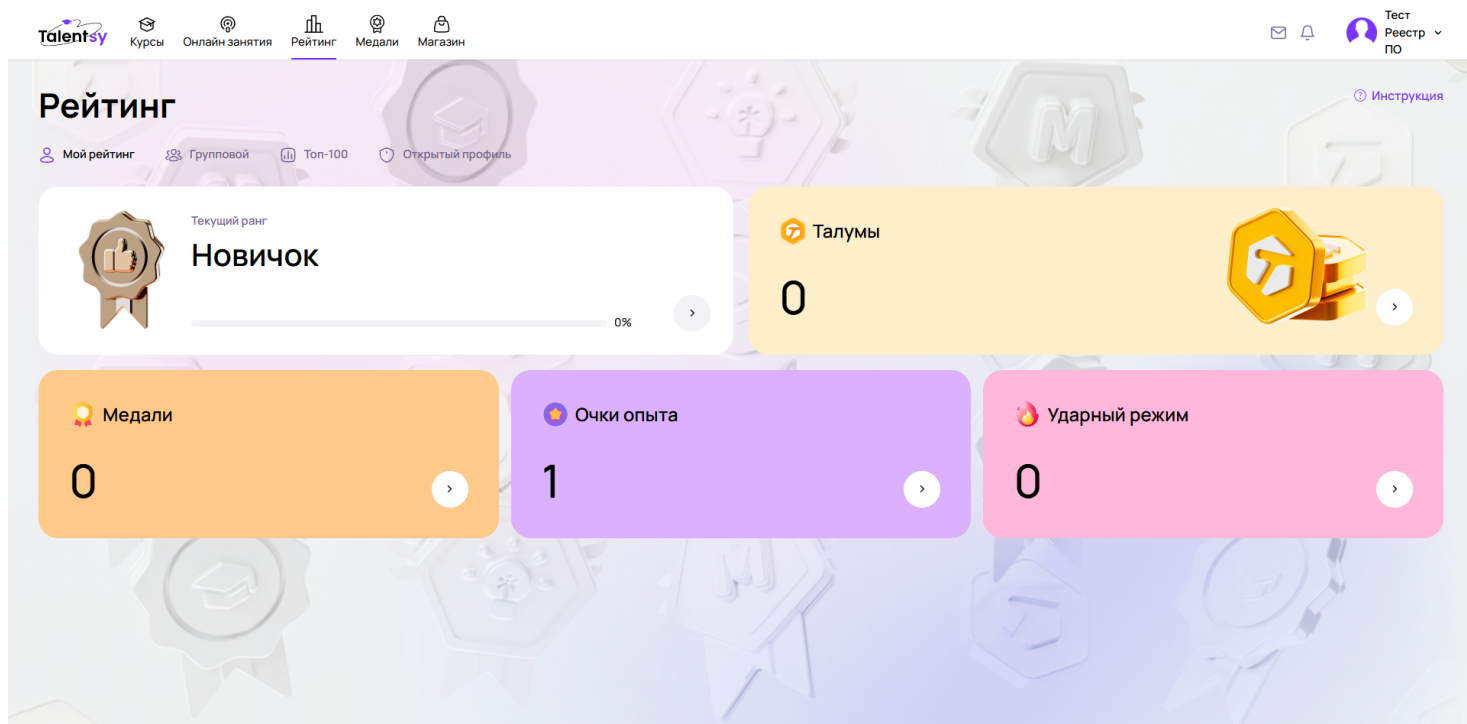 Talentsy
Курсы
Онлайн занятия
Рейтинг
Медали
Магазин
Тест
Реестр
ПО
Рейтинг
Инструкция
Мой рейтинг
Групповой
Топ-100
Открытый профиль
Текущий ранг
Новичок
0%
Талумы
0
Медали
0
Очки опыта
1
Ударный режим
0